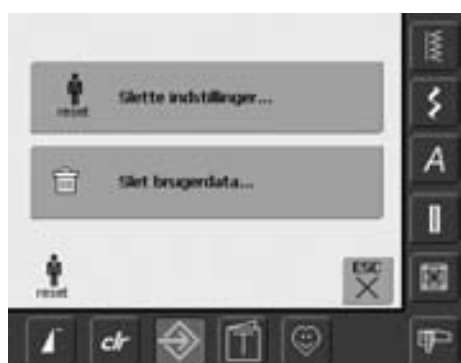 reset
Slette indstillinger...
Slet brugerdata...
reset
ESC
A
clr